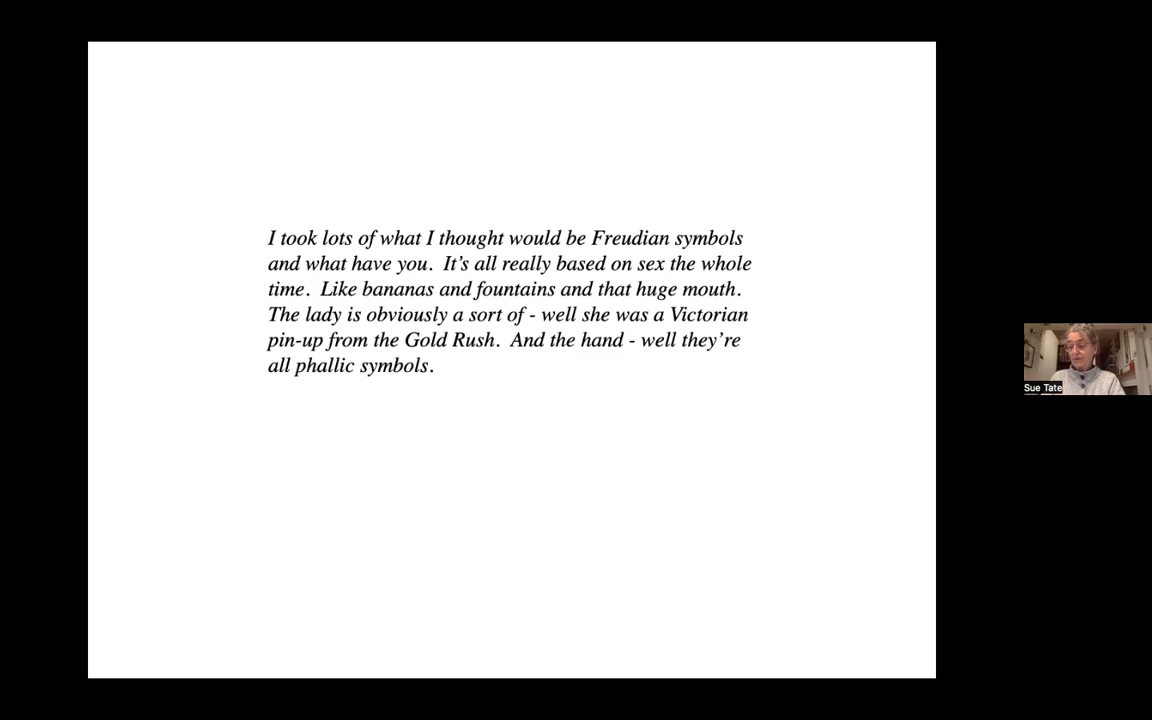 I took lots of what I thought would be Freudian symbols
and what have you.  It’s all really based on sex the whole
time.  Like bananas and fountains and that huge mouth.
The lady is obviously a sort of - well she was a Victorian
pin-up from the Gold Rush.  And the hand - well they’re
all phallic symbols.
Sue Tate